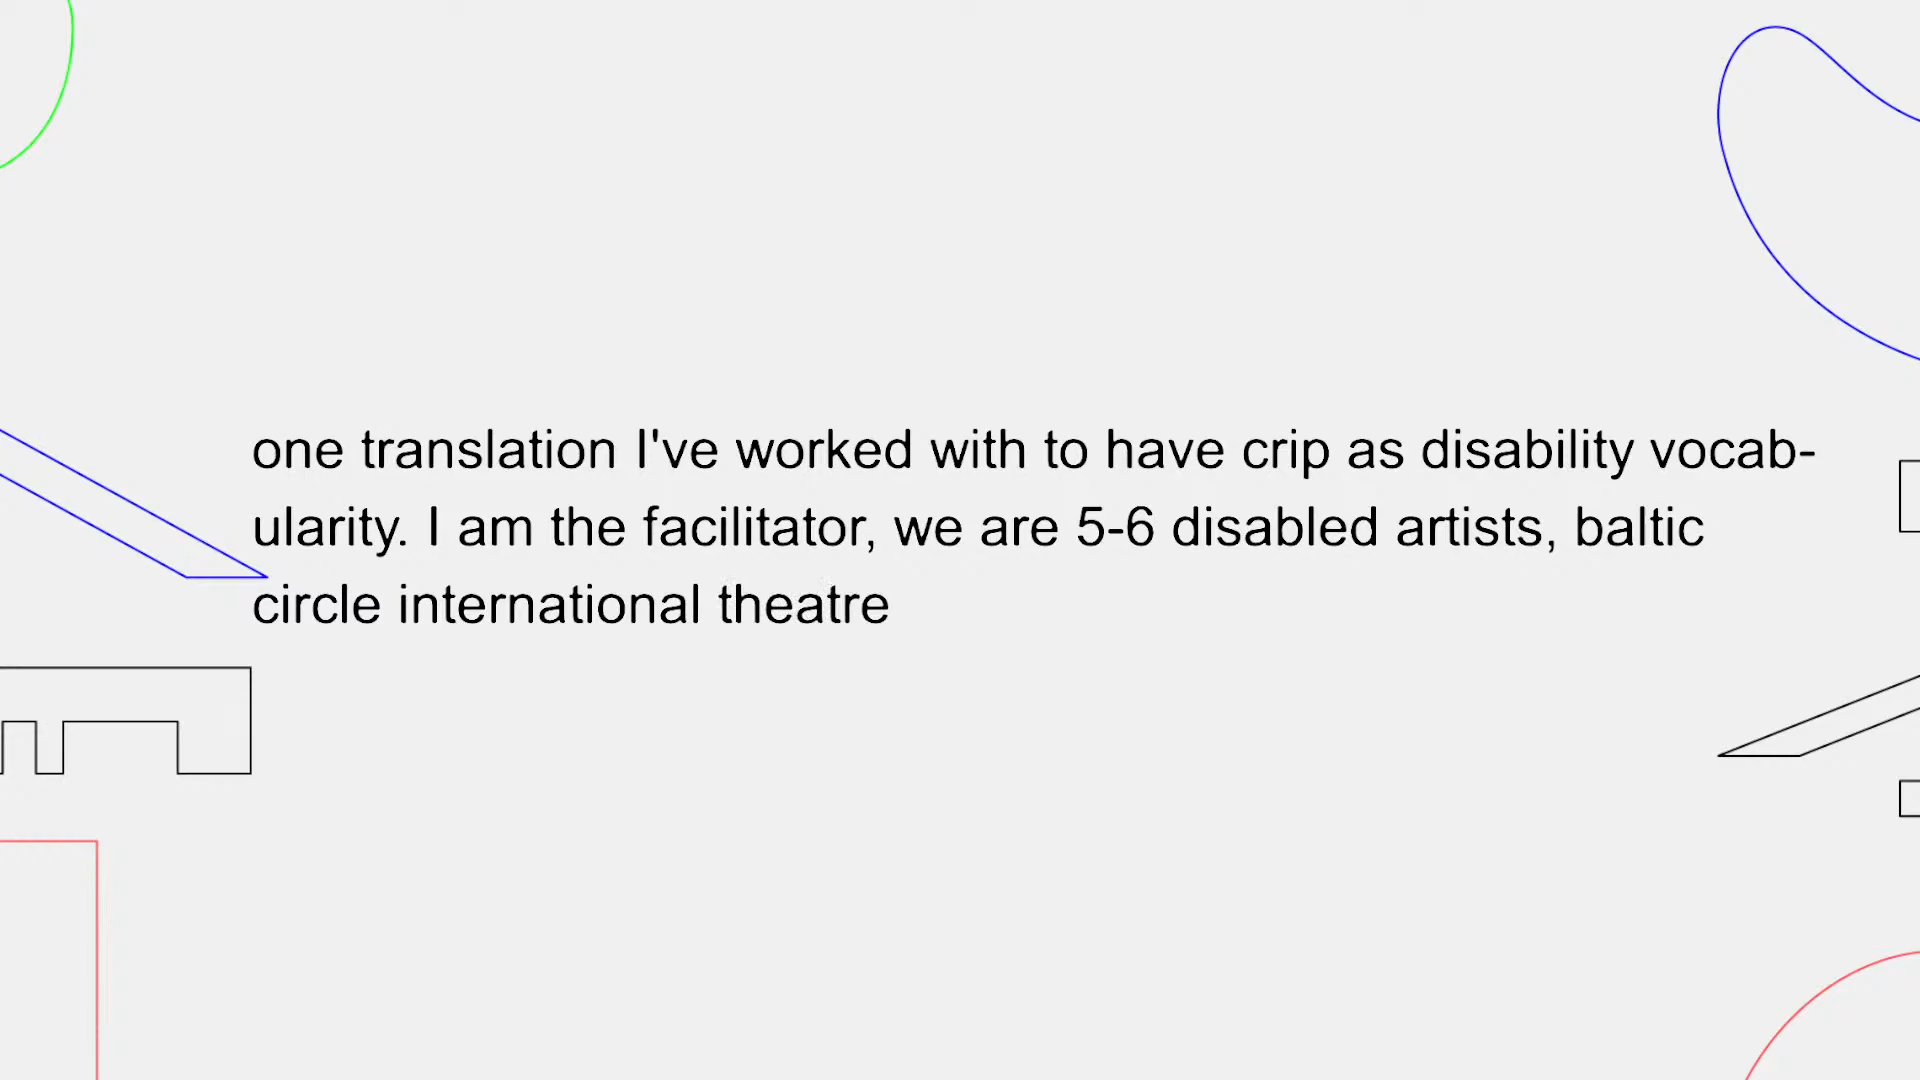 one translation I've worked with to have crip as disability vocab-
ularity. I am the facilitator, we are 5-6 disabled artists, baltic
circle international theatre